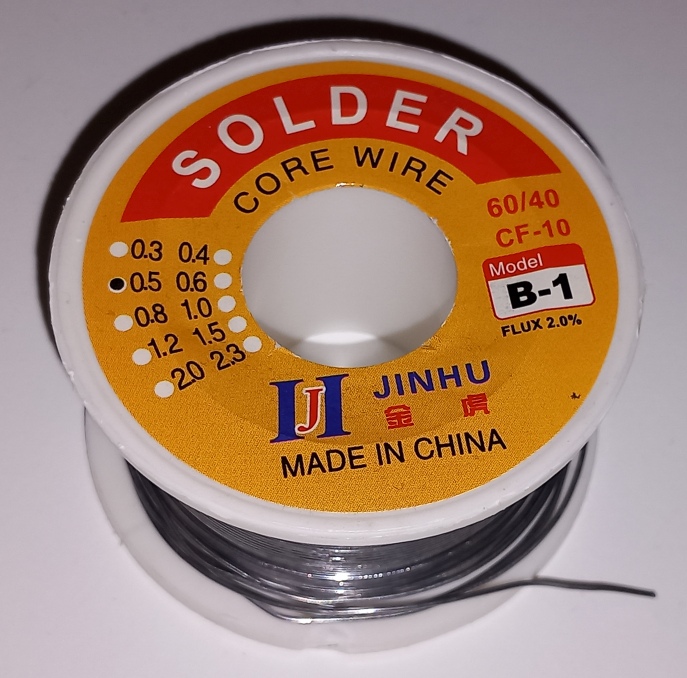 SOLDER
CORE WIRE
60/40
CF-10
Model
B-1
FLUX 2.0%
0.3 0.4
0.5 0.6
0.8 1.0
1.2 1.5
2.0 2.3
IJI JINHU
金虎
MADE IN CHINA